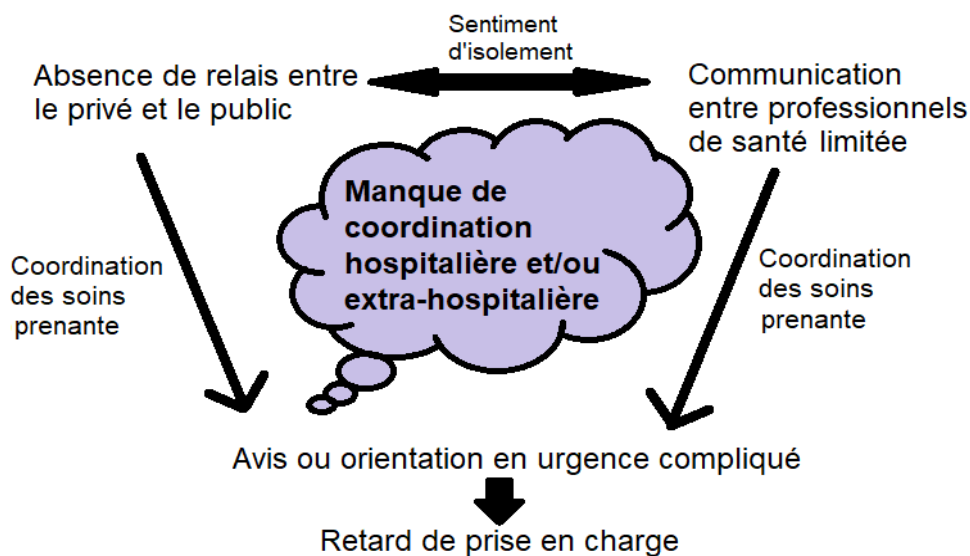 Sentiment
d'isolement
Absence de relais entre
le privé et le public
Communication
entre professionnels
de santé limitée
Manque de
coordination
hospitalière et/ou
extra-hospitalière
Coordination
des soins
prenante
Coordination
des soins
prenante
Avis ou orientation en urgence compliqué
Retard de prise en charge